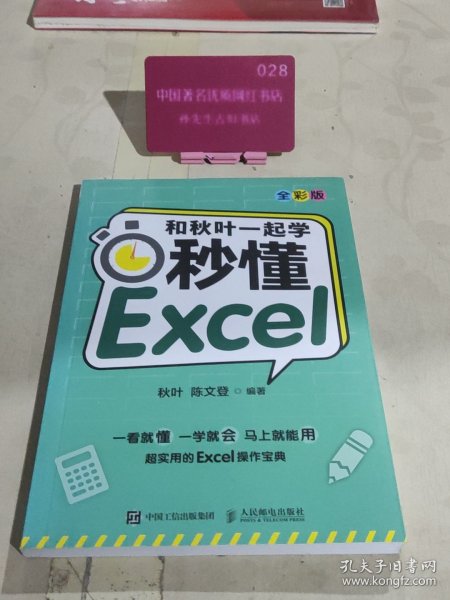 028
中国著名优质网红书店
孙先生古旧书店
全彩版
和秋叶一起学
秒懂
Excel
秋叶 陈文登 编著
一看就懂 一学就会 马上就能用
超实用的Excel操作宝典
中国工信出版集团 人民邮电出版社
POSTS & TELECOM PRESS
孔夫子旧书网
www.kongfz.com